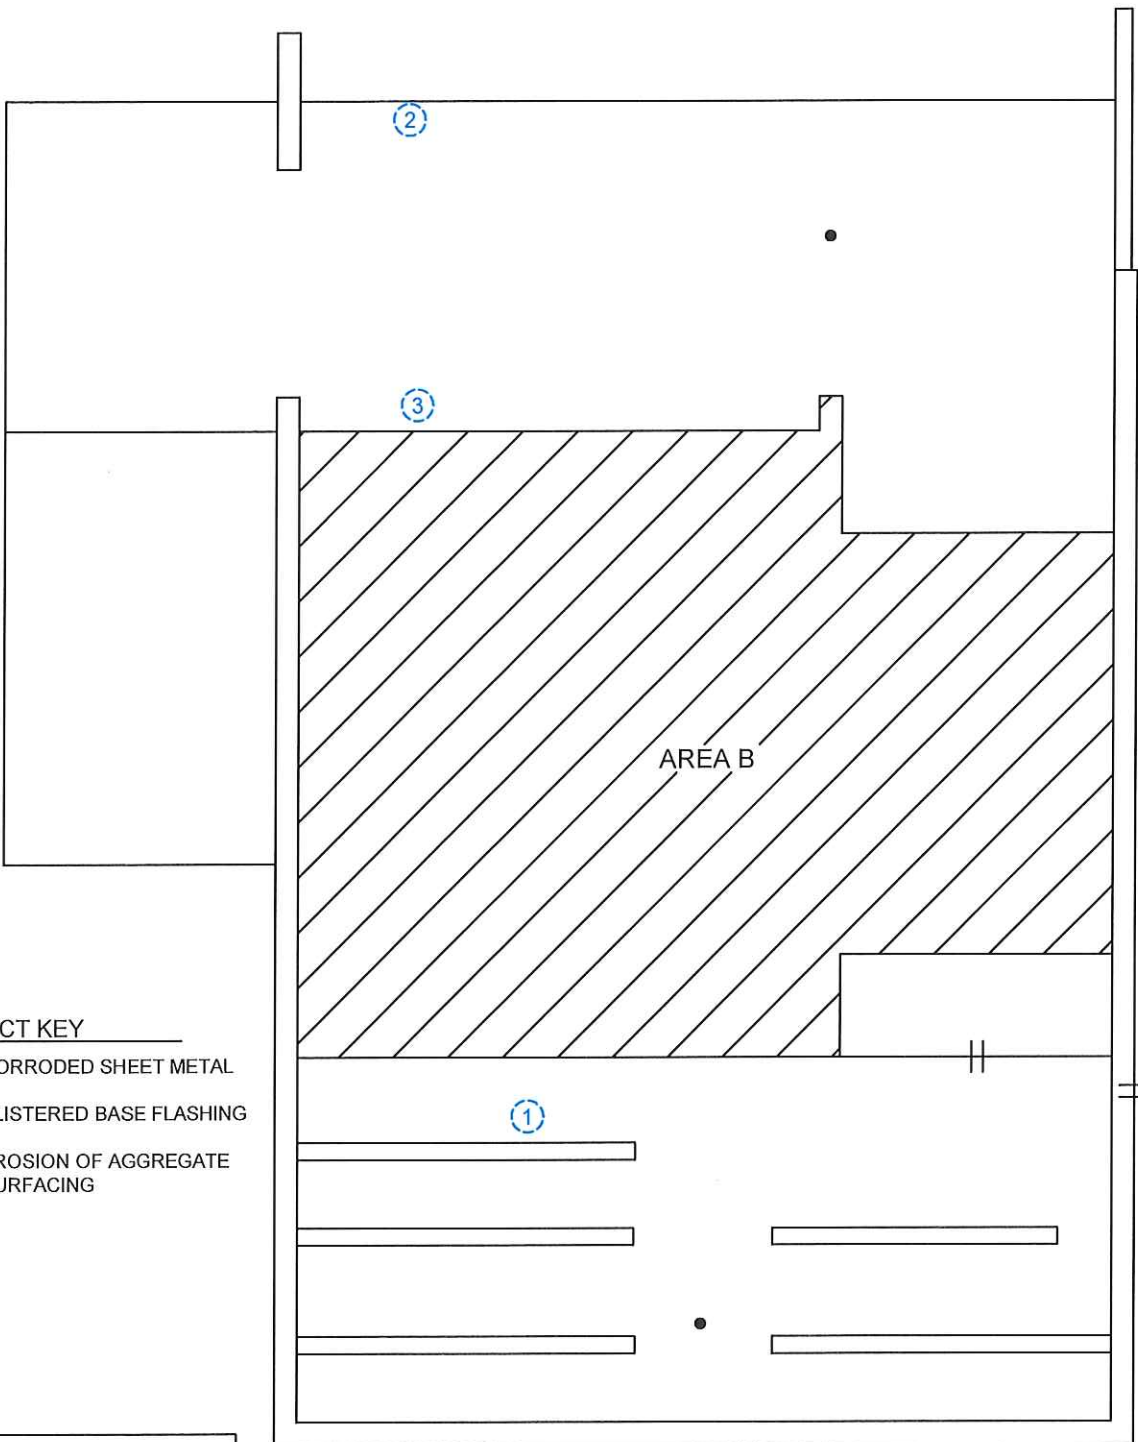 2
3
AREA B
CT KEY
ORRODED SHEET METAL
LISTERED BASE FLASHING
1
ROSION OF AGGREGATE
URFACING